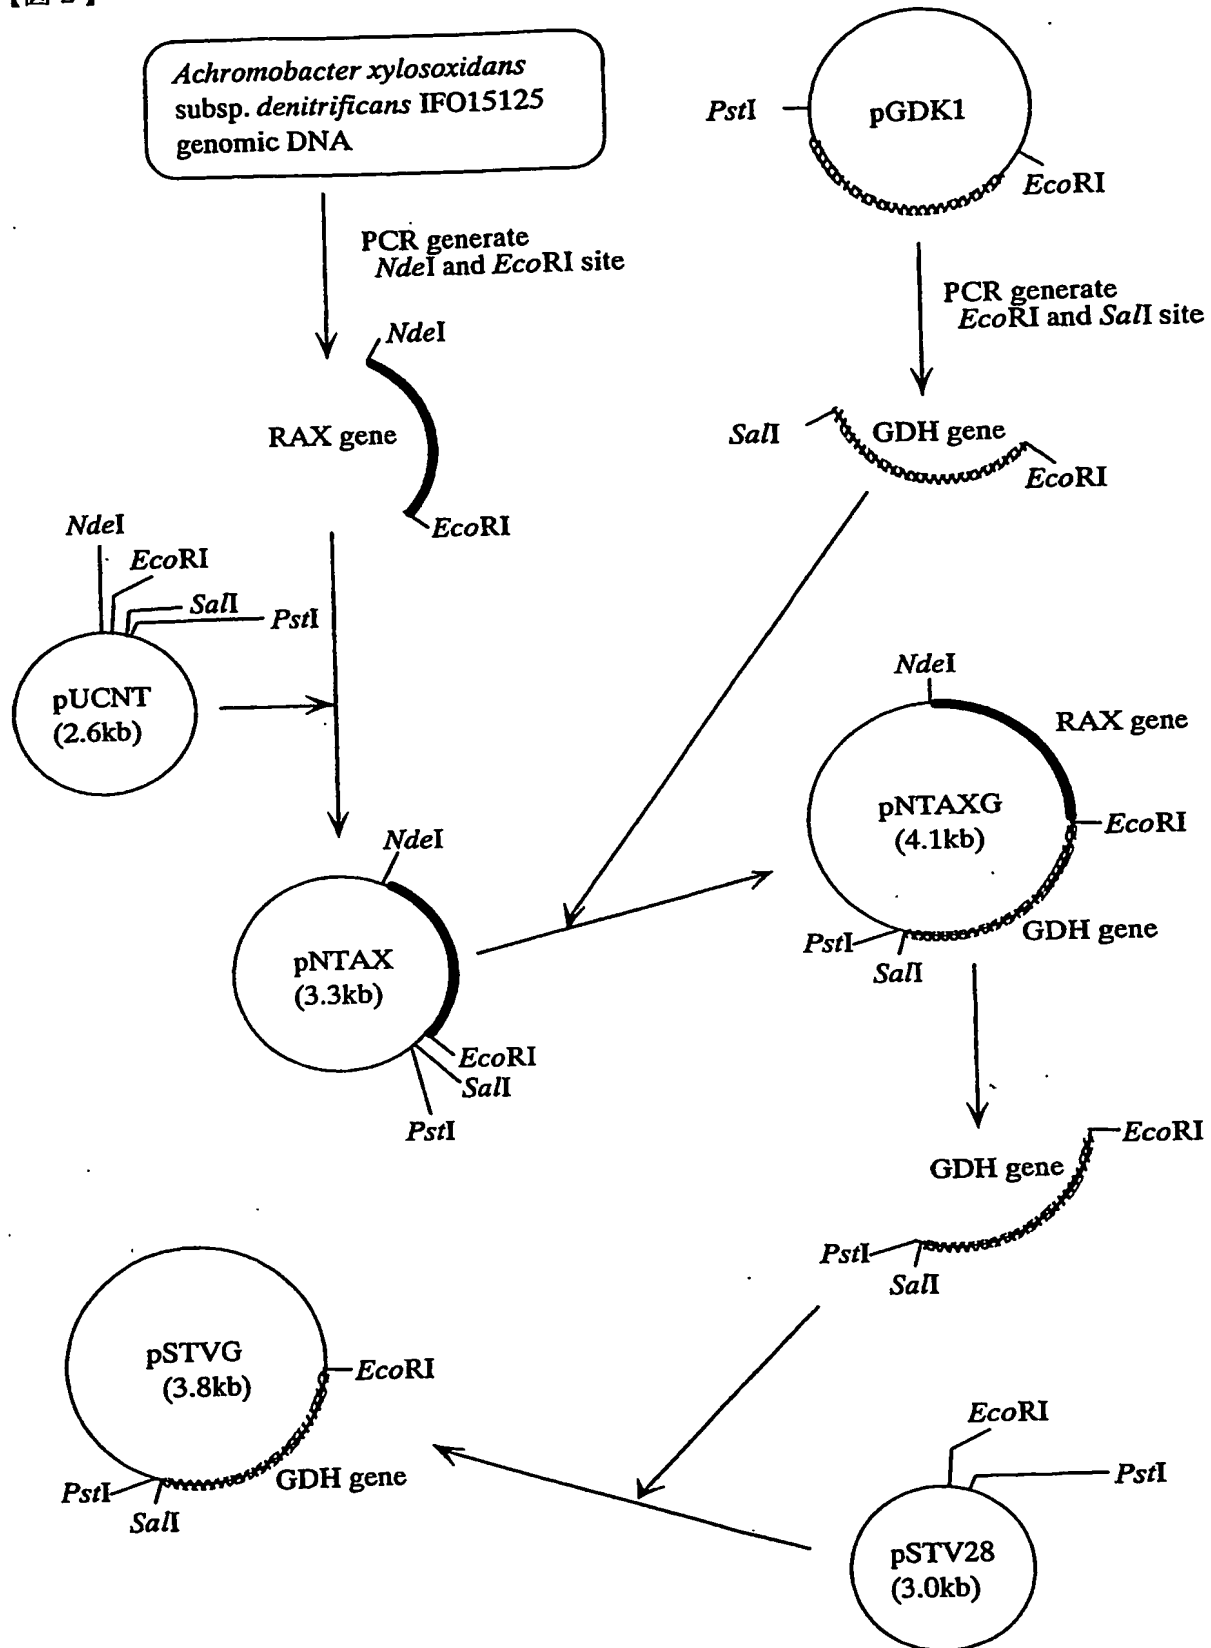 【図2】
Achromobacter xylosoxidans
subsp. denitrificans IFO15125
genomic DNA
PstI
pGDK1
EcoRI
PCR generate
NdeI and EcoRI site
PCR generate
EcoRI and SalI site
NdeI
RAX gene
EcoRI
SalI
GDH gene
EcoRI
NdeI
EcoRI
SalI
PstI
pUCNT
(2.6kb)
NdeI
RAX gene
pNTAXG
(4.1kb)
EcoRI
GDH gene
PstI
SalI
NdeI
pNTAX
(3.3kb)
EcoRI
SalI
PstI
EcoRI
GDH gene
PstI
SalI
pSTVG
(3.8kb)
EcoRI
GDH gene
PstI
SalI
EcoRI
PstI
pSTV28
(3.0kb)